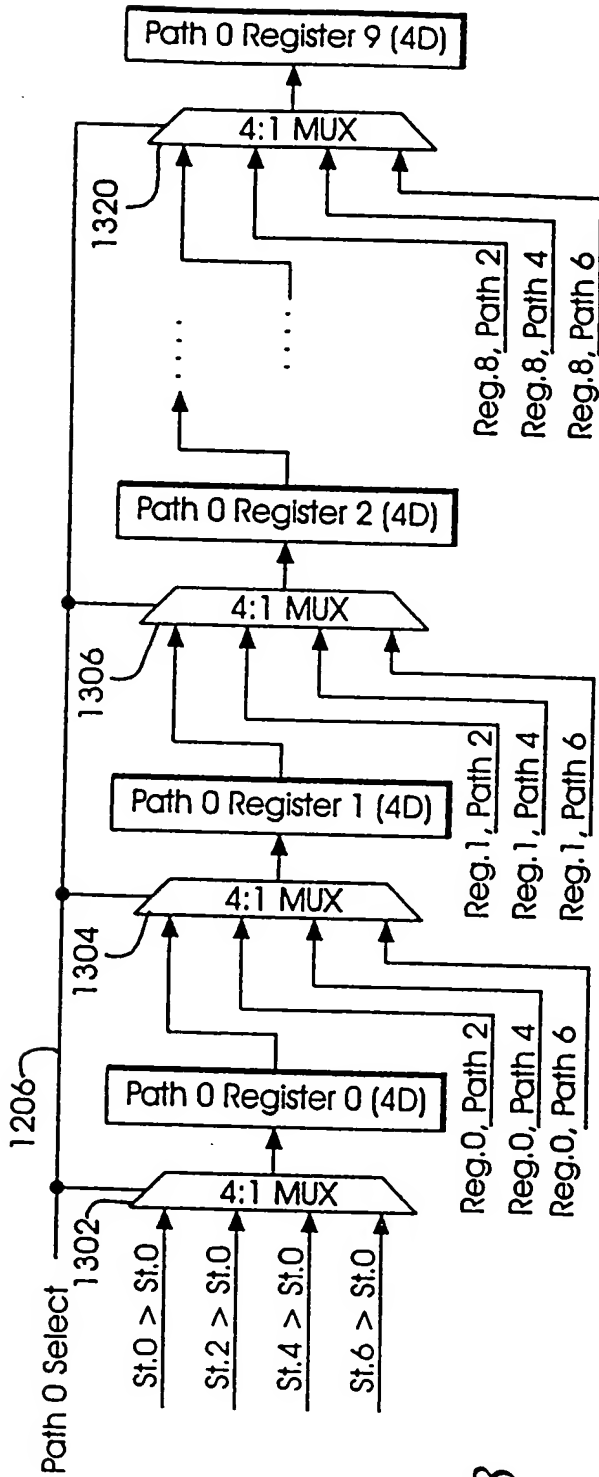 Path 0 Select
1206
1302
St.0 > St.0
St.2 > St.0
St.4 > St.0
St.6 > St.0
4:1 MUX
Path 0 Register 0 (4D)
Reg.0, Path 2
Reg.0, Path 4
Reg.0, Path 6
1304
4:1 MUX
Path 0 Register 1 (4D)
Reg.1, Path 2
Reg.1, Path 4
Reg.1, Path 6
1306
4:1 MUX
Path 0 Register 2 (4D)
Reg.8, Path 2
Reg.8, Path 4
Reg.8, Path 6
1320
4:1 MUX
Path 0 Register 9 (4D)